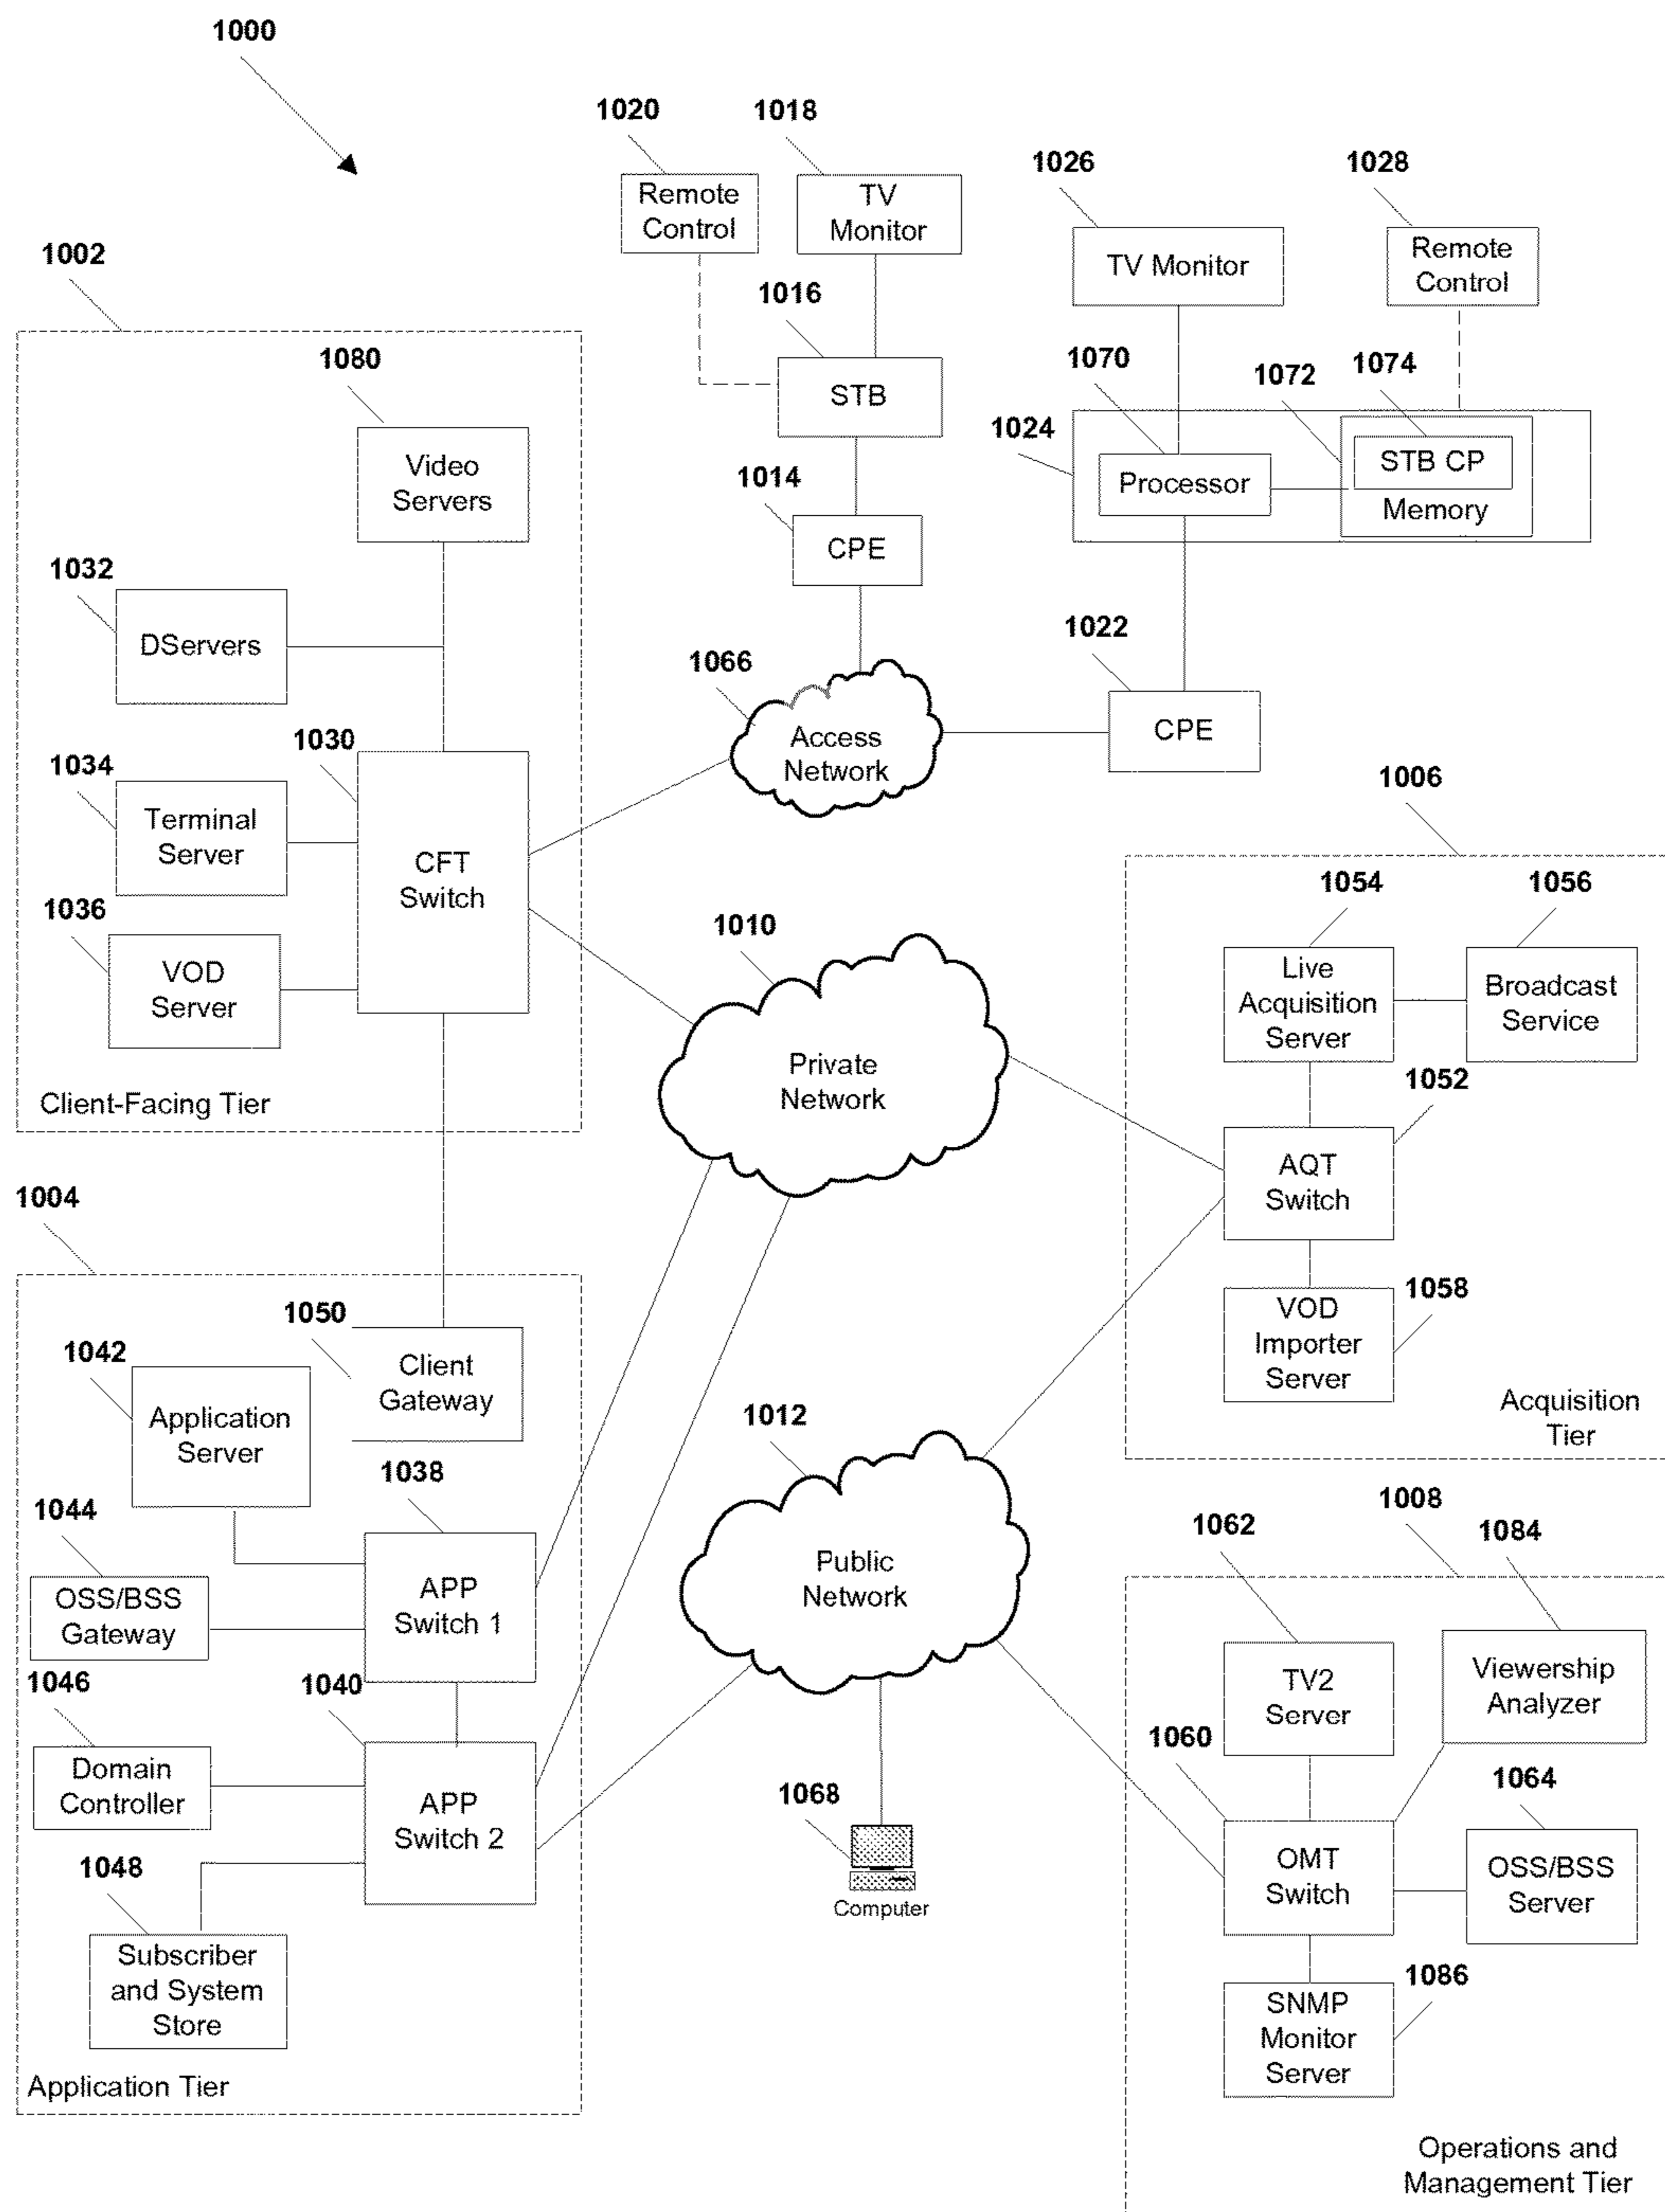 1000
1020
1018
Remote
Control
TV
Monitor
1026
1028
TV Monitor
Remote
Control
1002
1016
STB
1080
Video
Servers
1070
1072
1074
1024
Processor
STB CP
Memory
1014
CPE
1032
DServers
1022
CPE
1066
Access
Network
1030
1034
Terminal
Server
CFT
Switch
1036
VOD
Server
Client-Facing Tier
1006
1054
1056
Live
Acquisition
Server
Broadcast
Service
1010
Private
Network
1052
AQT
Switch
1058
VOD
Importer
Server
Acquisition
Tier
1004
1050
Client
Gateway
1042
Application
Server
1038
1044
OSS/BSS
Gateway
APP
Switch 1
1046
1040
Domain
Controller
APP
Switch 2
1048
Subscriber
and System
Store
Application Tier
1012
Public
Network
1068
Computer
1008
1062
1084
TV2
Server
Viewership
Analyzer
1060
1064
OMT
Switch
OSS/BSS
Server
1086
SNMP
Monitor
Server
Operations and
Management Tier